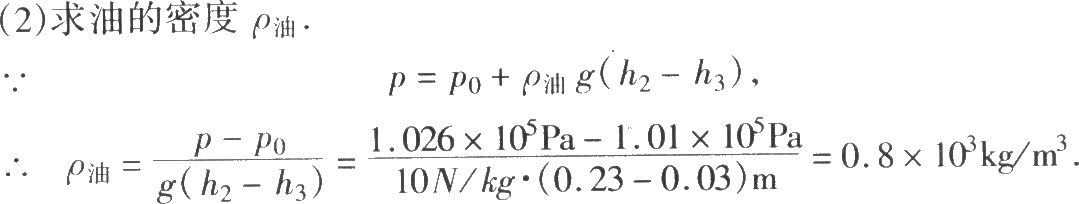 (2)求油的密度 ρ油.
∵ p = p₀ + ρ油 g(h₂ - h₃),
∴ ρ油 = (p - p₀)/(g(h₂ - h₃)) = (1.026 × 10⁵Pa - 1.01 × 10⁵Pa)/(10N/kg·(0.23 - 0.03)m) = 0.8 × 10³kg/m³.